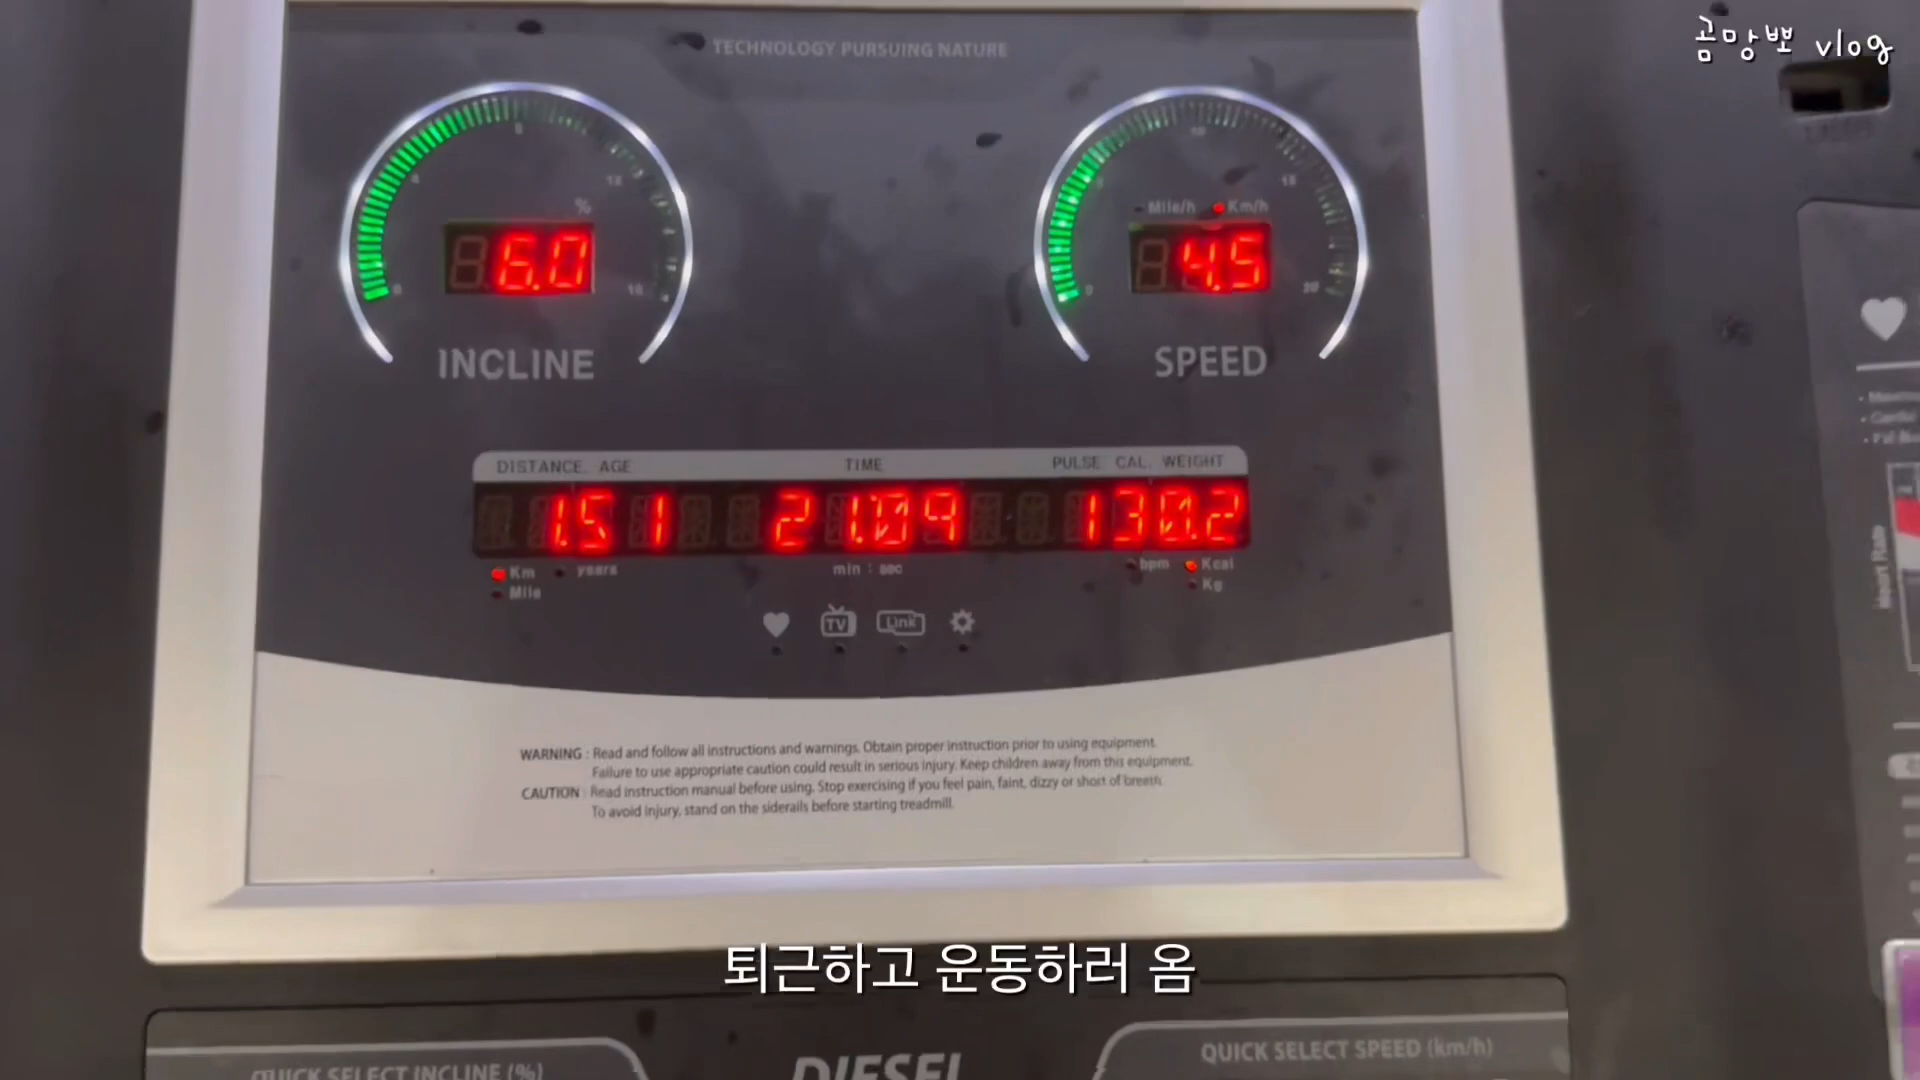 곰망뽀 vlog
TECHNOLOGY PURSUING NATURE
%
Mile/h Km/h
6.0
4.5
INCLINE
SPEED
DISTANCE AGE TIME PULSE CAL. WEIGHT
1.51 21.09 130.2
Km years min : sec bpm Kcal
Mile Kg
TV Link
WARNING : Read and follow all instructions and warnings. Obtain proper instruction prior to using equipment.
Failure to use appropriate caution could result in serious injury. Keep children away from this equipment.
CAUTION : Read instruction manual before using. Stop exercising if you feel pain, faint, dizzy or short of breath.
To avoid injury, stand on the siderails before starting treadmill.
Heart Rate
퇴근하고 운동하러 옴
QUICK SELECT INCLINE (%)
DIESEL
QUICK SELECT SPEED (km/h)